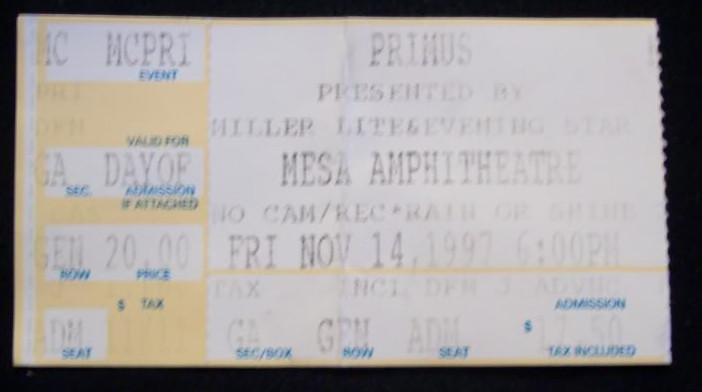 MC MCPRI
EVENT
VALID FOR
GA DAYOF
SEC. ADMISSION
IF ATTACHED
GEN 20.00
ROW PRICE
$ TAX
ADM
SEAT
PRIMUS
PRESENTED BY
MILLER LITE&EVENING STAR
MESA AMPHITHEATRE
NO CAM/REC*RAIN OR SHINE
FRI NOV 14,1997 6:00PM
TAX INCL DFN J ADVNC
ADMISSION
GA GEN ADM $ 17.50
SEC/BOX ROW SEAT TAX INCLUDED